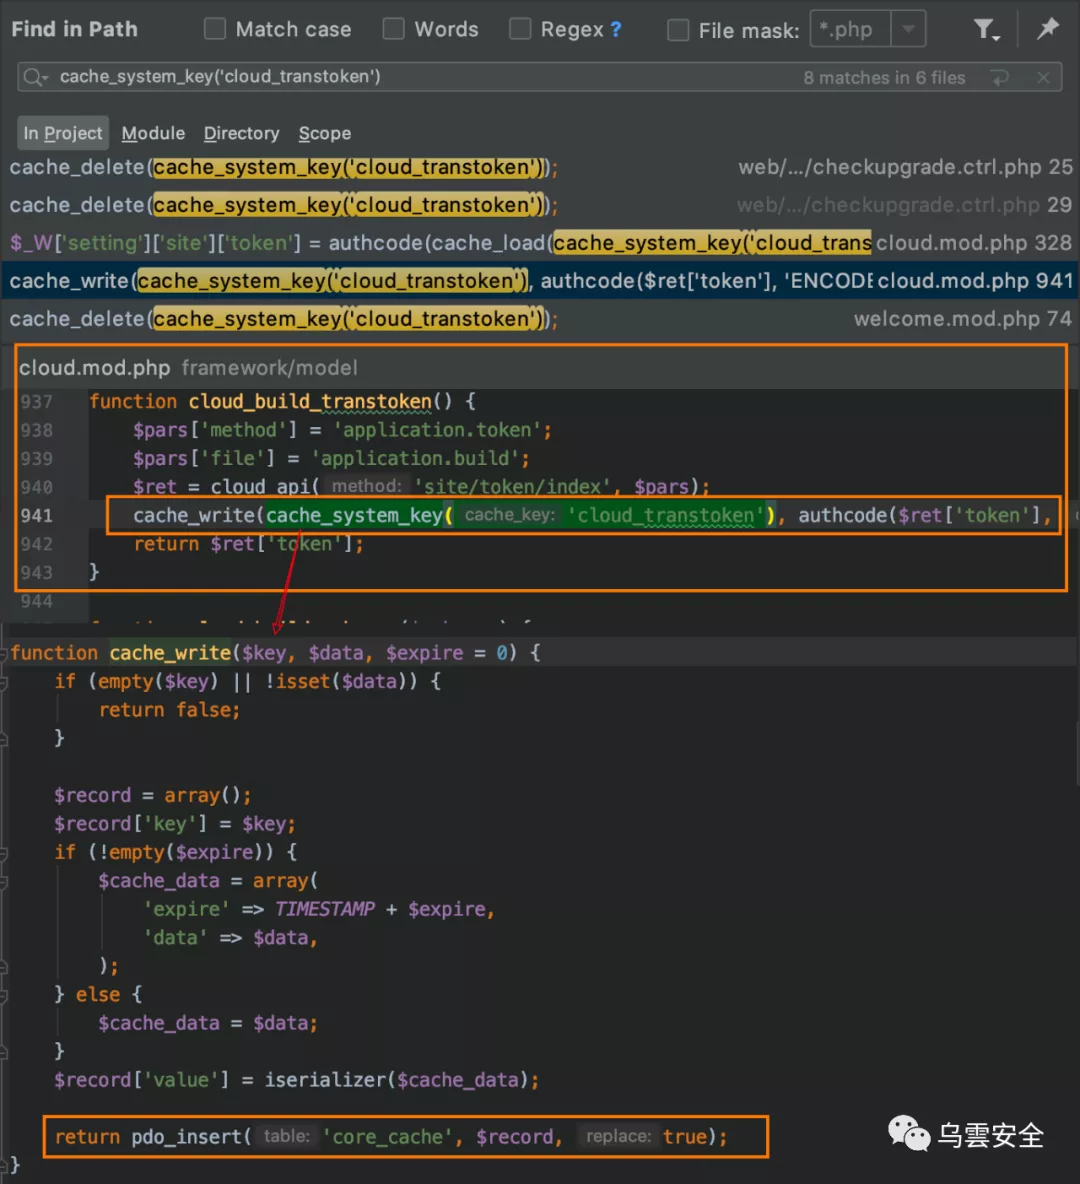 Find in Path Match case Words Regex ? File mask: *.php
cache_system_key('cloud_transtoken') 8 matches in 6 files
In Project Module Directory Scope
cache_delete(cache_system_key('cloud_transtoken')); web/.../checkupgrade.ctrl.php 25
cache_delete(cache_system_key('cloud_transtoken')); web/.../checkupgrade.ctrl.php 29
$_W['setting']['site']['token'] = authcode(cache_load(cache_system_key('cloud_trans cloud.mod.php 328
cache_write(cache_system_key('cloud_transtoken'), authcode($ret['token'], 'ENCODE cloud.mod.php 941
cache_delete(cache_system_key('cloud_transtoken')); welcome.mod.php 74
cloud.mod.php framework/model
937 function cloud_build_transtoken() {
938 $pars['method'] = 'application.token';
939 $pars['file'] = 'application.build';
940 $ret = cloud_api( method: 'site/token/index', $pars);
941 cache_write(cache_system_key( cache_key: 'cloud_transtoken'), authcode($ret['token'],
942 return $ret['token'];
943 }
944
function cache_write($key, $data, $expire = 0) {
if (empty($key) || !isset($data)) {
return false;
}
$record = array();
$record['key'] = $key;
if (!empty($expire)) {
$cache_data = array(
'expire' => TIMESTAMP + $expire,
'data' => $data,
);
} else {
$cache_data = $data;
}
$record['value'] = iserializer($cache_data);
return pdo_insert( table: 'core_cache', $record, replace: true);
}
乌雲安全